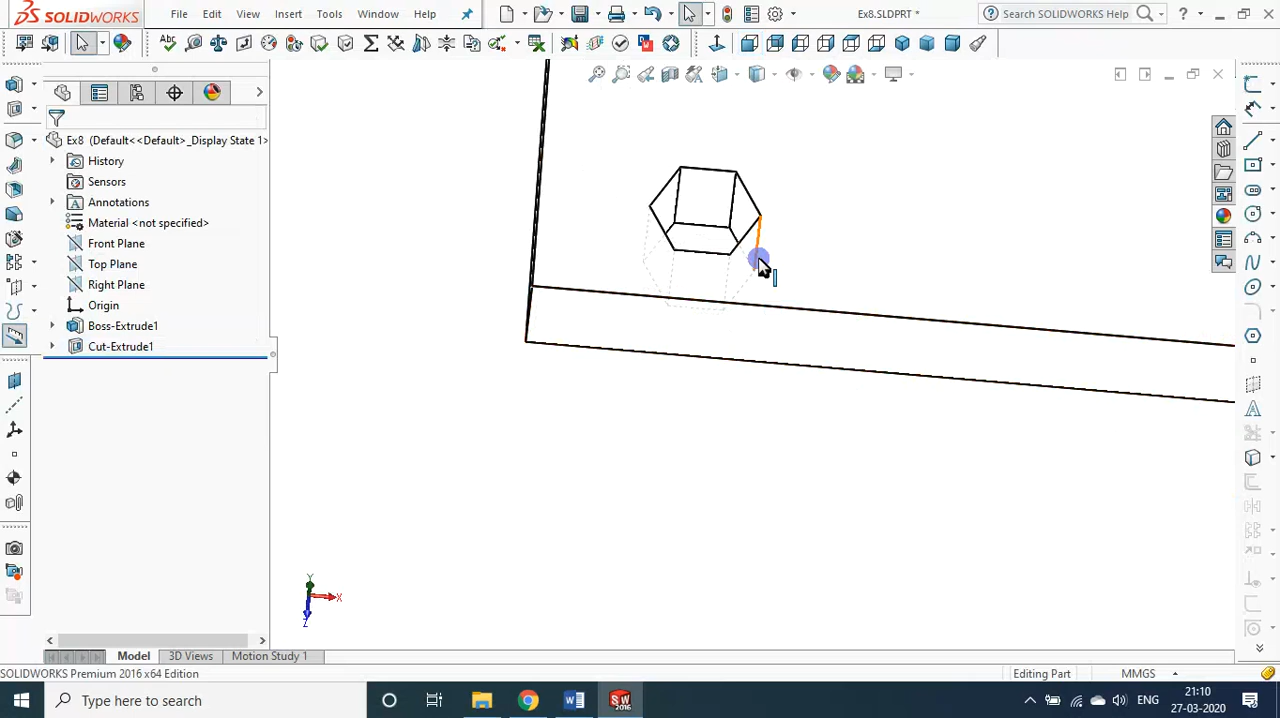 SOLIDWORKS File Edit View Insert Tools Simulation Window Help Ex8.SLDPRT * Search SOLIDWORKS Help ?
Abc
Ex8 (Default<<Default>_Display State 1>
History
Sensors
Annotations
Material <not specified>
Front Plane
Top Plane
Right Plane
Origin
Boss-Extrude1
Cut-Extrude1
Y
X
Z
Model 3D Views Motion Study 1
SOLIDWORKS Premium 2016 x64 Edition Editing Part MMGS
Type here to search ENG 21:10
27-03-2020